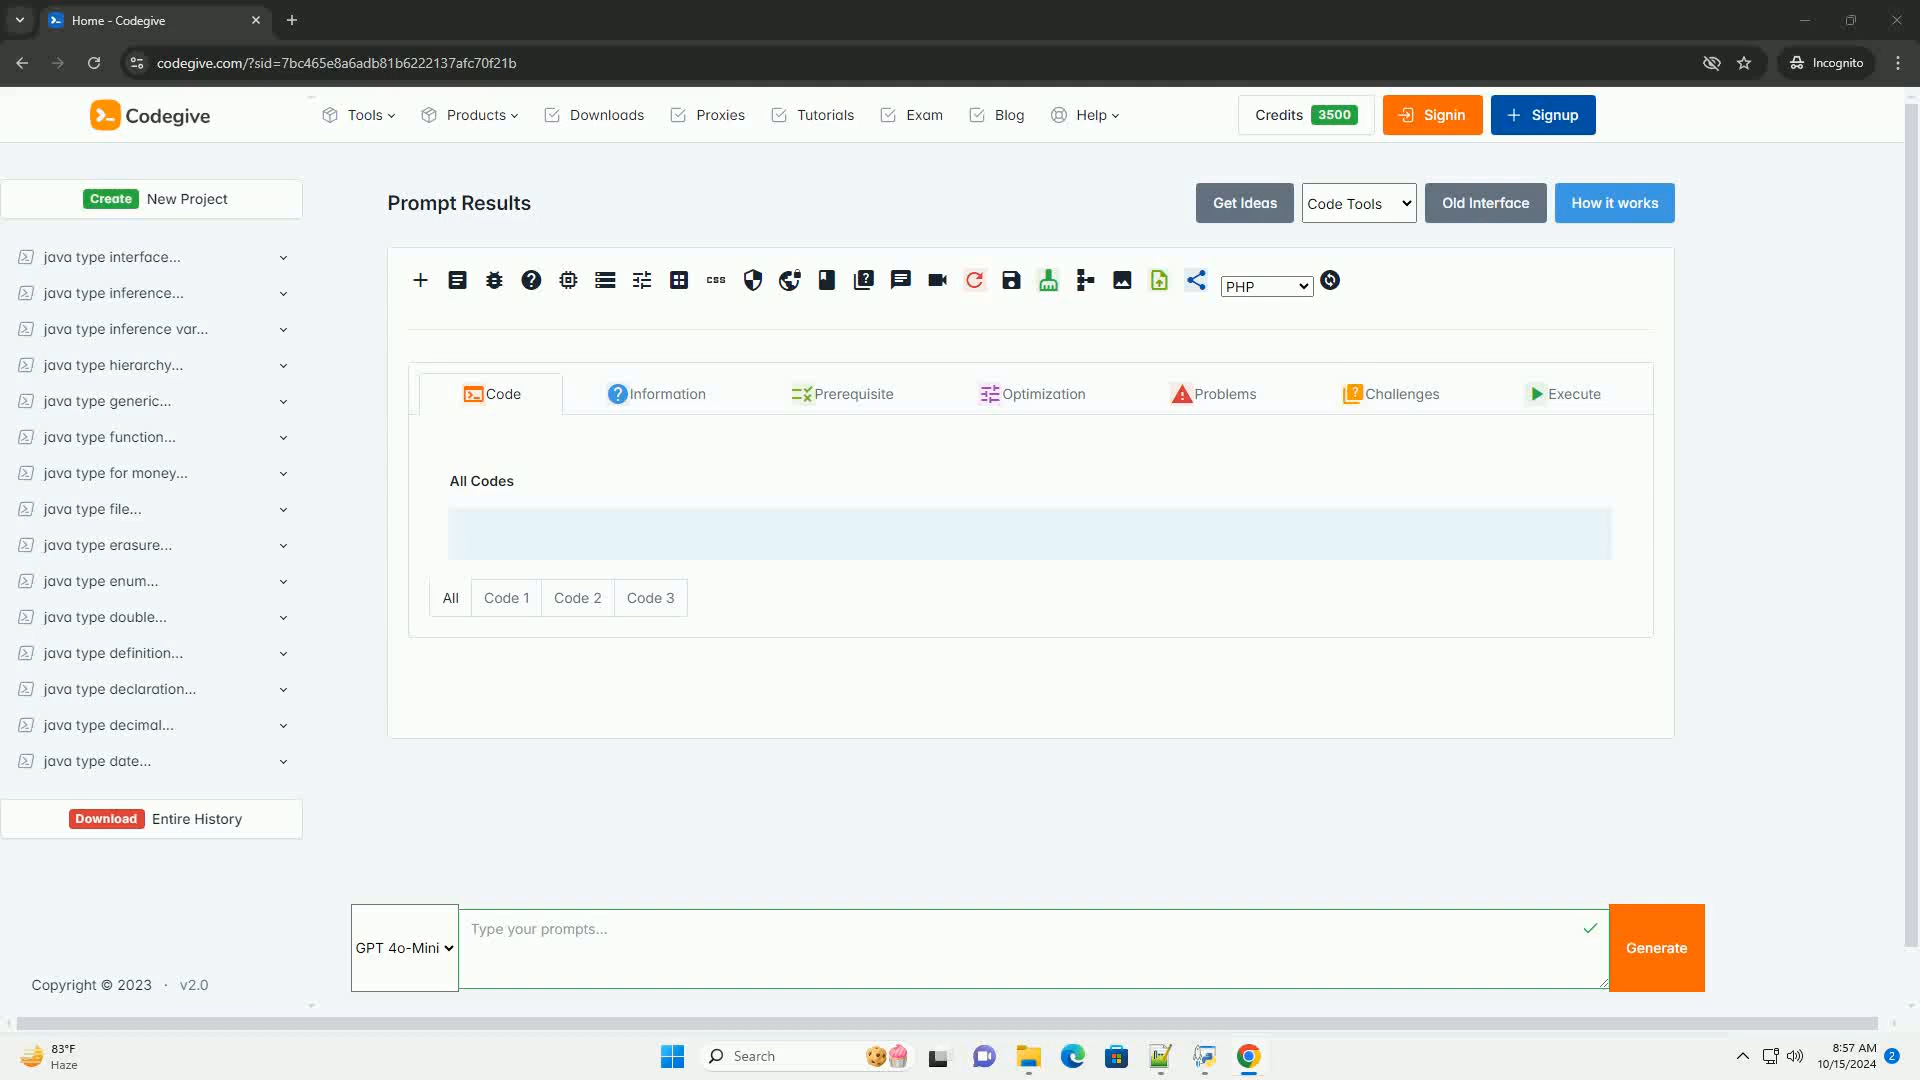 Home - Codegive
codegive.com/?sid=7bc465e8a6adb81b6222137afc70f21b
Incognito
Codegive
Tools
Products
Downloads
Proxies
Tutorials
Exam
Blog
Help
Credits 3500
Signin
Signup
Create New Project
java type interface...
java type inference...
java type inference var...
java type hierarchy...
java type generic...
java type function...
java type for money...
java type file...
java type erasure...
java type enum...
java type double...
java type definition...
java type declaration...
java type decimal...
java type date...
Download Entire History
Copyright © 2023 · v2.0
Prompt Results
Get Ideas
Code Tools
Old Interface
How it works
CSS
PHP
Code
Information
Prerequisite
Optimization
Problems
Challenges
Execute
All Codes
All
Code 1
Code 2
Code 3
GPT 4o-Mini
Type your prompts...
Generate
83°F
Haze
Search
8:57 AM
10/15/2024
2